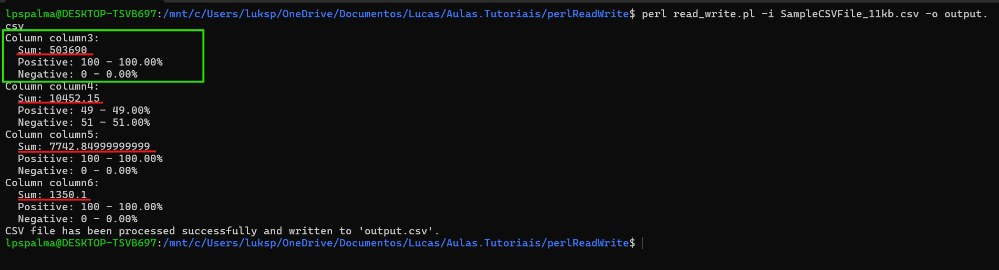 lpspalma@DESKTOP-TSVB697:/mnt/c/Users/luksp/OneDrive/Documentos/Lucas/Aulas.Tutoriais/perlReadWrite$ perl read_write.pl -i SampleCSVFile_11kb.csv -o output.
csv
Column column3:
  Sum: 503690
  Positive: 100 - 100.00%
  Negative: 0 - 0.00%
Column column4:
  Sum: 10452.15
  Positive: 49 - 49.00%
  Negative: 51 - 51.00%
Column column5:
  Sum: 7742.84999999999
  Positive: 100 - 100.00%
  Negative: 0 - 0.00%
Column column6:
  Sum: 1350.1
  Positive: 100 - 100.00%
  Negative: 0 - 0.00%
CSV file has been processed successfully and written to 'output.csv'.
lpspalma@DESKTOP-TSVB697:/mnt/c/Users/luksp/OneDrive/Documentos/Lucas/Aulas.Tutoriais/perlReadWrite$